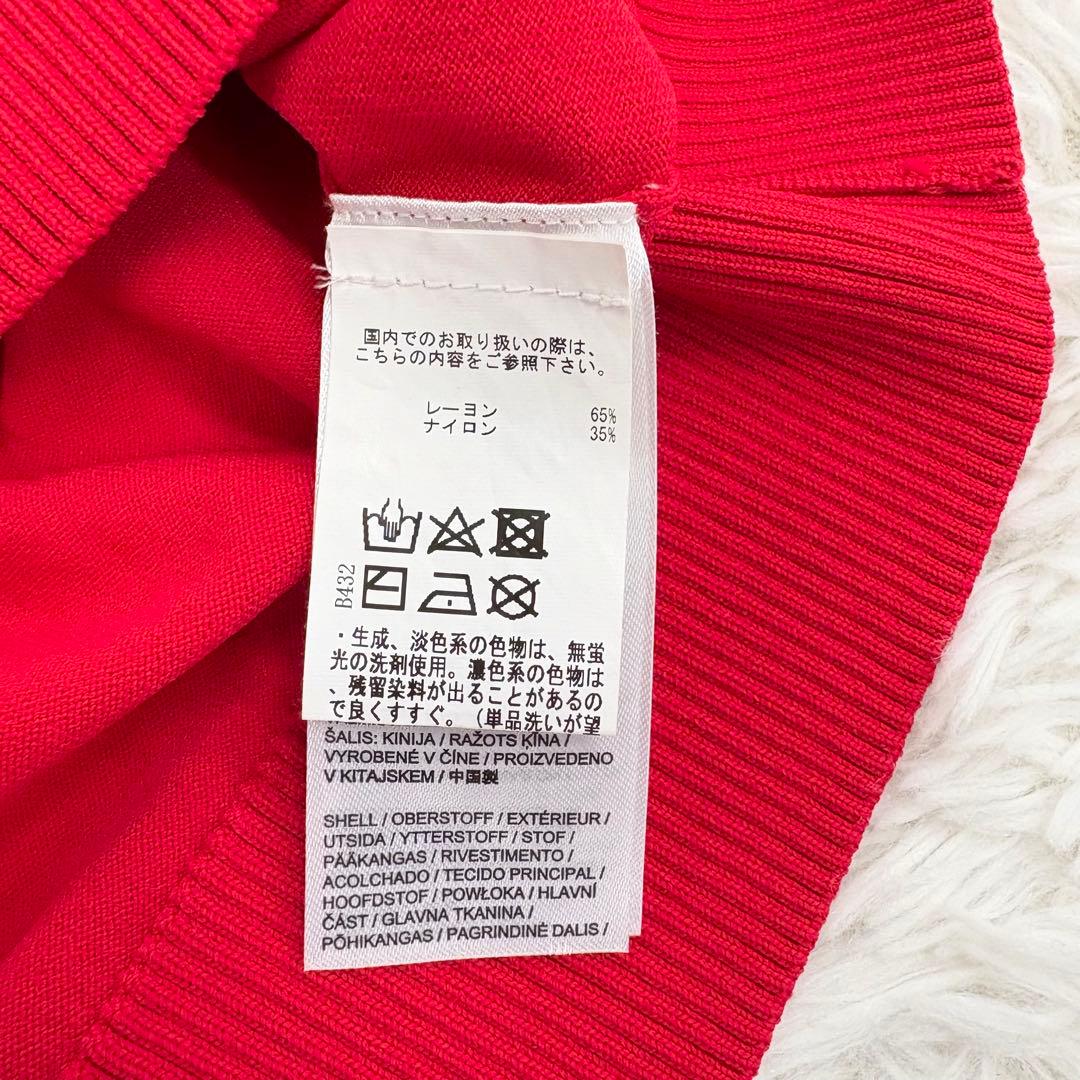 国内でのお取り扱いの際は、
こちらの内容をご参照下さい。
レーヨン 65%
ナイロン 35%
B432
・生成、淡色系の色物は、無蛍
光の洗剤使用。濃色系の色物は
、残留染料が出ることがあるの
で良くすすぐ。（単品洗いが望
ŠALIS: KINIJA / RAŽOTS ĶĪNA /
VYROBENÉ V ČÍNE / PROIZVEDENO
V KITAJSKEM / 中国製
SHELL / OBERSTOFF / EXTÉRIEUR /
UTSIDA / YTTERSTOFF / STOF /
PÄÄKANGAS / RIVESTIMENTO /
ACOLCHADO / TECIDO PRINCIPAL /
HOOFDSTOF / POWŁOKA / HLAVNÍ
ČÁST / GLAVNA TKANINA /
PÕHIKANGAS / PAGRINDINĖ DALIS /